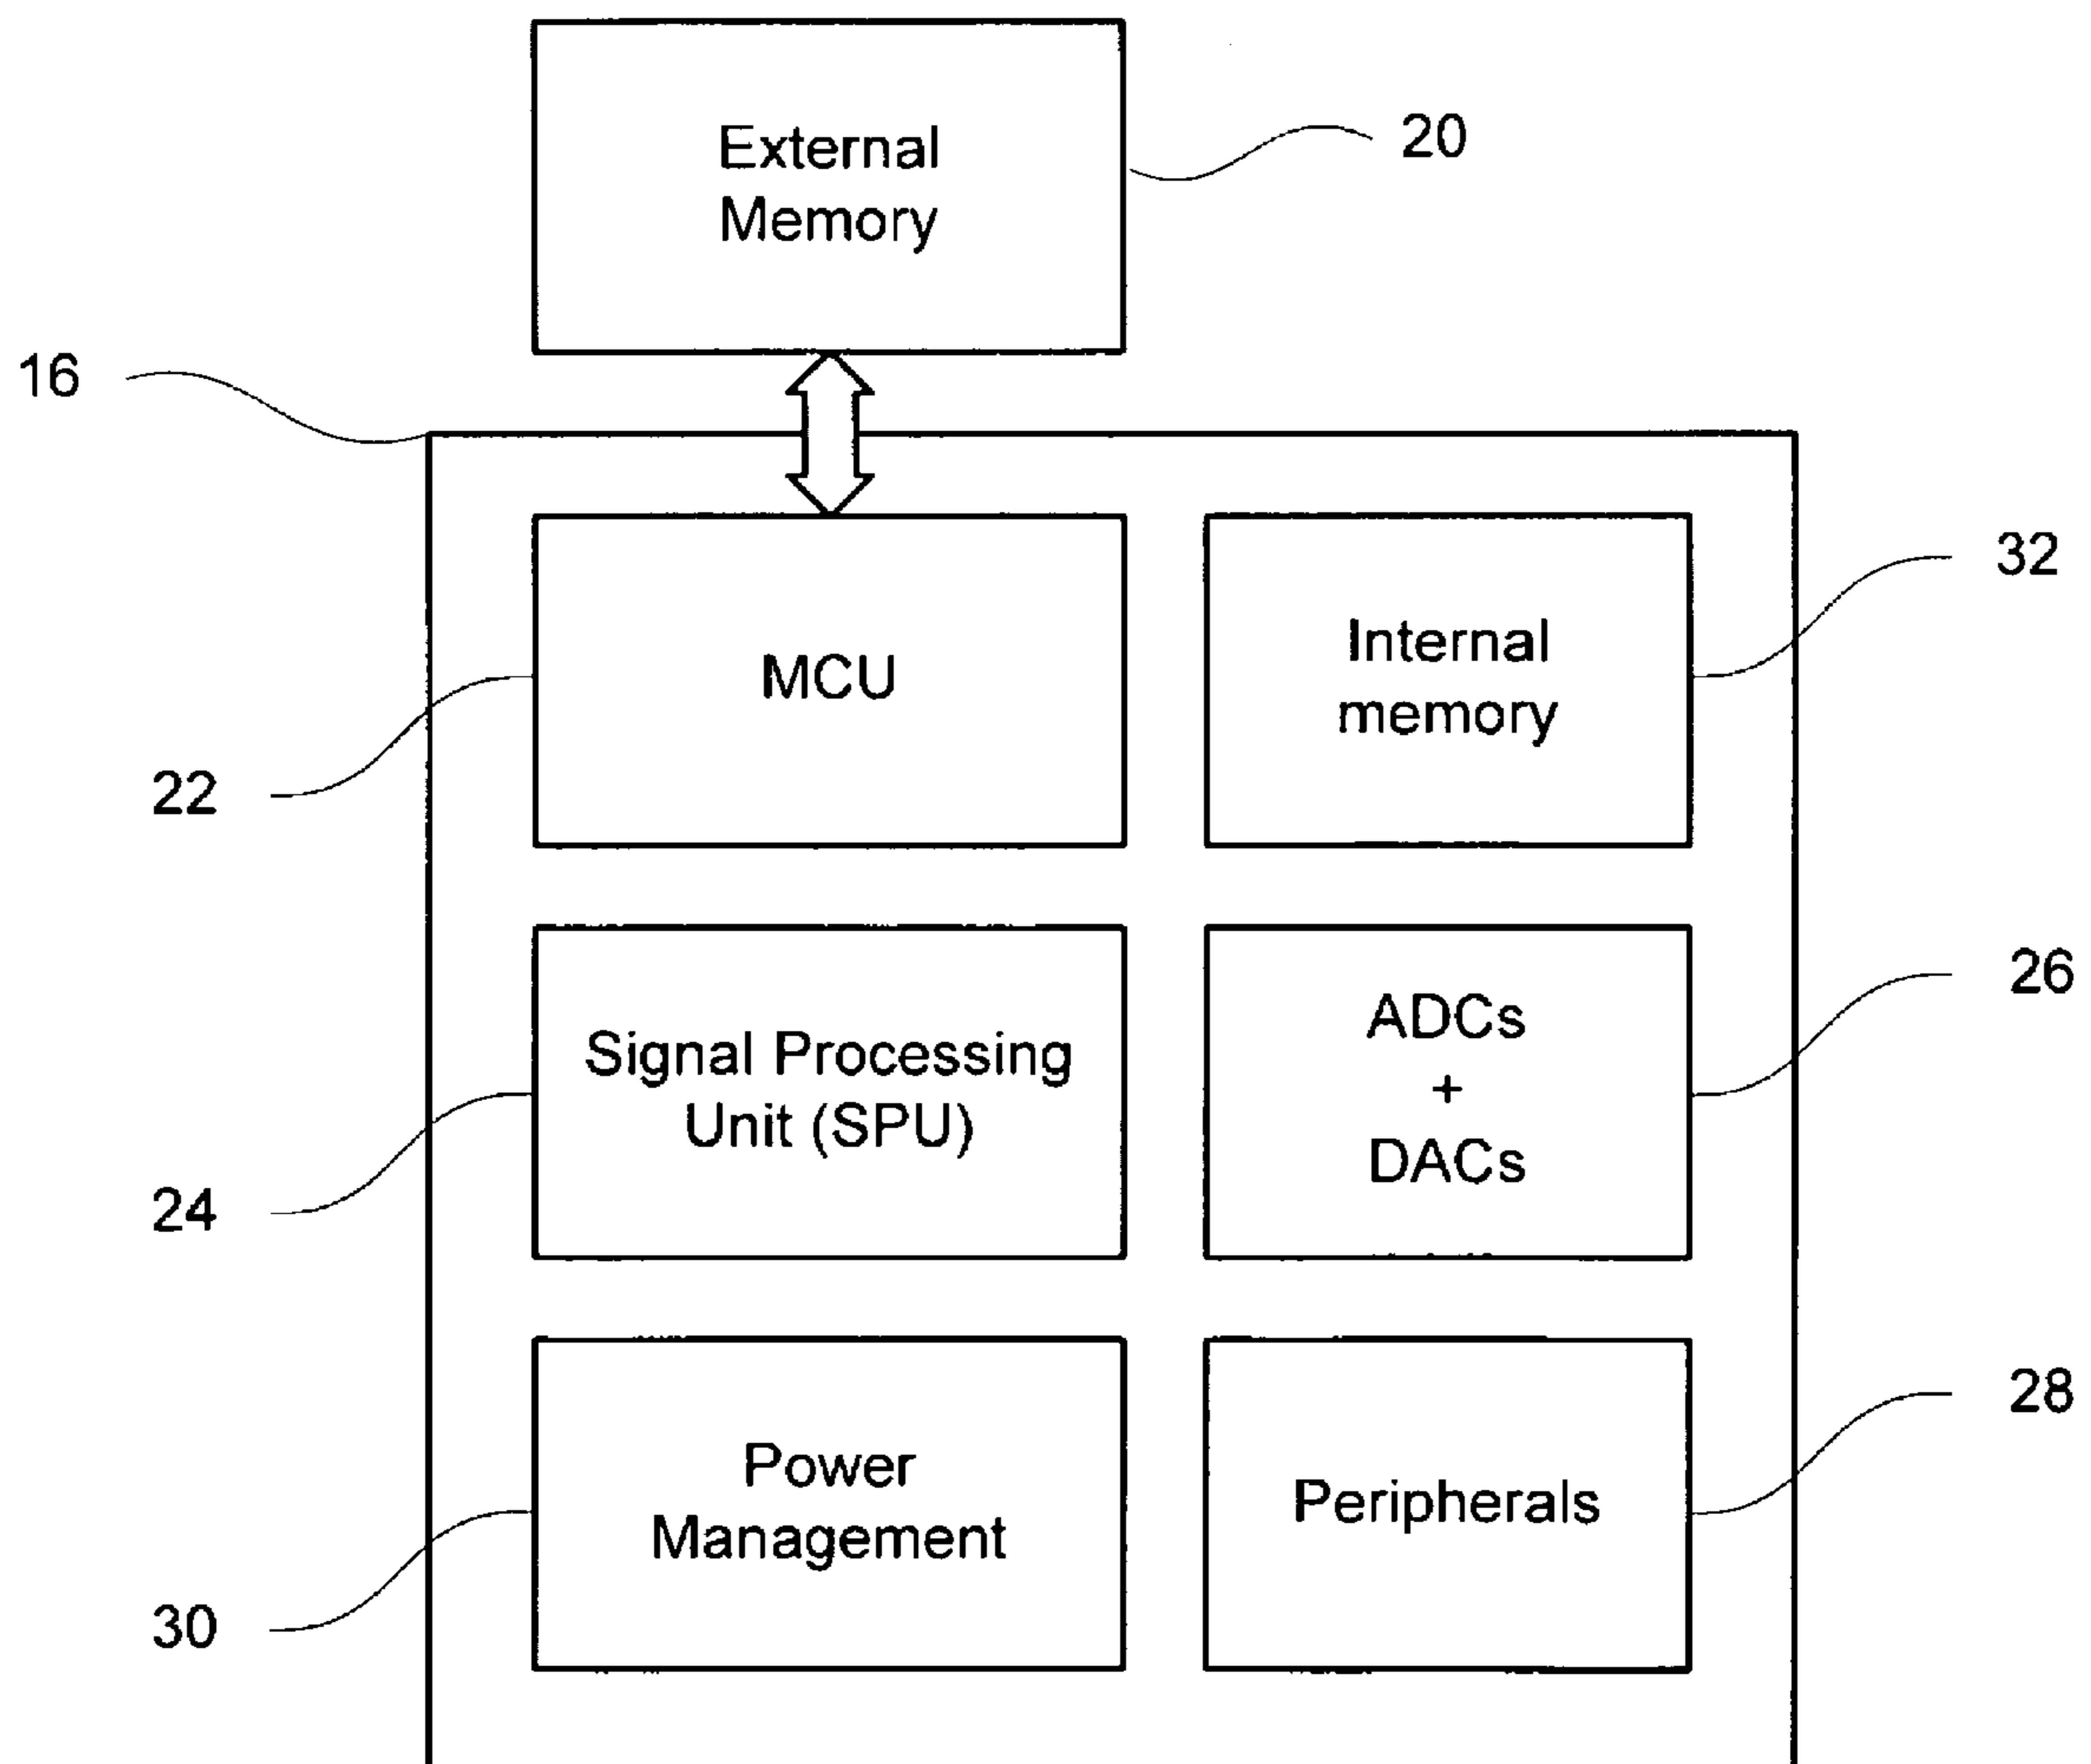 External
Memory
20
16
MCU
Internal
memory
32
22
Signal Processing
Unit (SPU)
ADCs
+
DACs
26
24
Power
Management
Peripherals
28
30